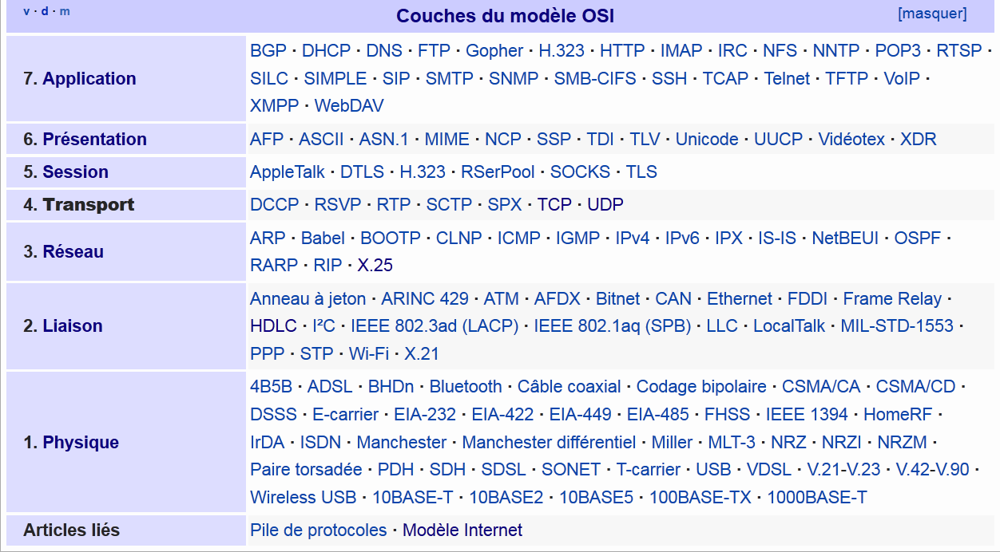 v · d · m
Couches du modèle OSI
[masquer]
7. Application
BGP · DHCP · DNS · FTP · Gopher · H.323 · HTTP · IMAP · IRC · NFS · NNTP · POP3 · RTSP ·
SILC · SIMPLE · SIP · SMTP · SNMP · SMB-CIFS · SSH · TCAP · Telnet · TFTP · VoIP ·
XMPP · WebDAV
6. Présentation
AFP · ASCII · ASN.1 · MIME · NCP · SSP · TDI · TLV · Unicode · UUCP · Vidéotex · XDR
5. Session
AppleTalk · DTLS · H.323 · RSerPool · SOCKS · TLS
4. Transport
DCCP · RSVP · RTP · SCTP · SPX · TCP · UDP
3. Réseau
ARP · Babel · BOOTP · CLNP · ICMP · IGMP · IPv4 · IPv6 · IPX · IS-IS · NetBEUI · OSPF ·
RARP · RIP · X.25
2. Liaison
Anneau à jeton · ARINC 429 · ATM · AFDX · Bitnet · CAN · Ethernet · FDDI · Frame Relay ·
HDLC · I²C · IEEE 802.3ad (LACP) · IEEE 802.1aq (SPB) · LLC · LocalTalk · MIL-STD-1553 ·
PPP · STP · Wi-Fi · X.21
1. Physique
4B5B · ADSL · BHDn · Bluetooth · Câble coaxial · Codage bipolaire · CSMA/CA · CSMA/CD ·
DSSS · E-carrier · EIA-232 · EIA-422 · EIA-449 · EIA-485 · FHSS · IEEE 1394 · HomeRF ·
IrDA · ISDN · Manchester · Manchester différentiel · Miller · MLT-3 · NRZ · NRZI · NRZM ·
Paire torsadée · PDH · SDH · SDSL · SONET · T-carrier · USB · VDSL · V.21-V.23 · V.42-V.90 ·
Wireless USB · 10BASE-T · 10BASE2 · 10BASE5 · 100BASE-TX · 1000BASE-T
Articles liés
Pile de protocoles · Modèle Internet